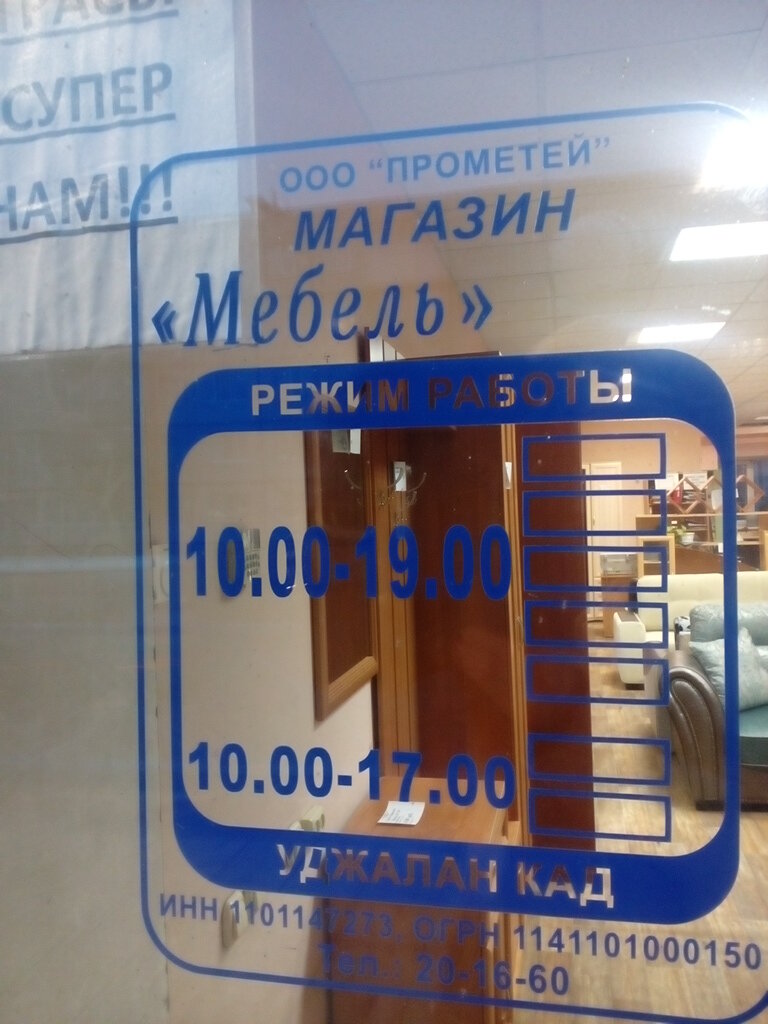 СУПЕР
НАМ!!!
ООО "ПРОМЕТЕЙ"
МАГАЗИН
«Мебель»
РЕЖИМ РАБОТЫ
10.00-19.00
10.00-17.00
УДЖАЛАН КАД
ИНН 1101147273, ОГРН 1141101000150
Тел.: 20-16-60